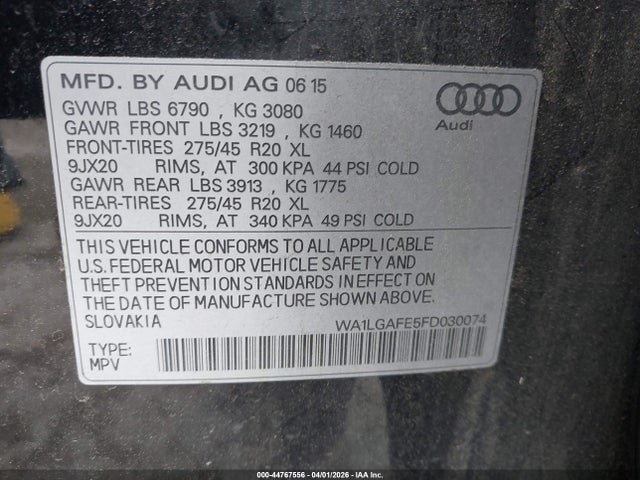 MFD. BY AUDI AG 06 15
Audi
GVWR LBS 6790 , KG 3080
GAWR FRONT LBS 3219 , KG 1460
FRONT-TIRES 275/45 R20 XL
9JX20 RIMS, AT 300 KPA 44 PSI COLD
GAWR REAR LBS 3913 , KG 1775
REAR-TIRES 275/45 R20 XL
9JX20 RIMS, AT 340 KPA 49 PSI COLD
THIS VEHICLE CONFORMS TO ALL APPLICABLE
U.S. FEDERAL MOTOR VEHICLE SAFETY AND
THEFT PREVENTION STANDARDS IN EFFECT ON
THE DATE OF MANUFACTURE SHOWN ABOVE.
SLOVAKIA WA1LGAFE5FD030074
TYPE:
MPV
000-44767556 | 04/01/2026 | IAA Inc.